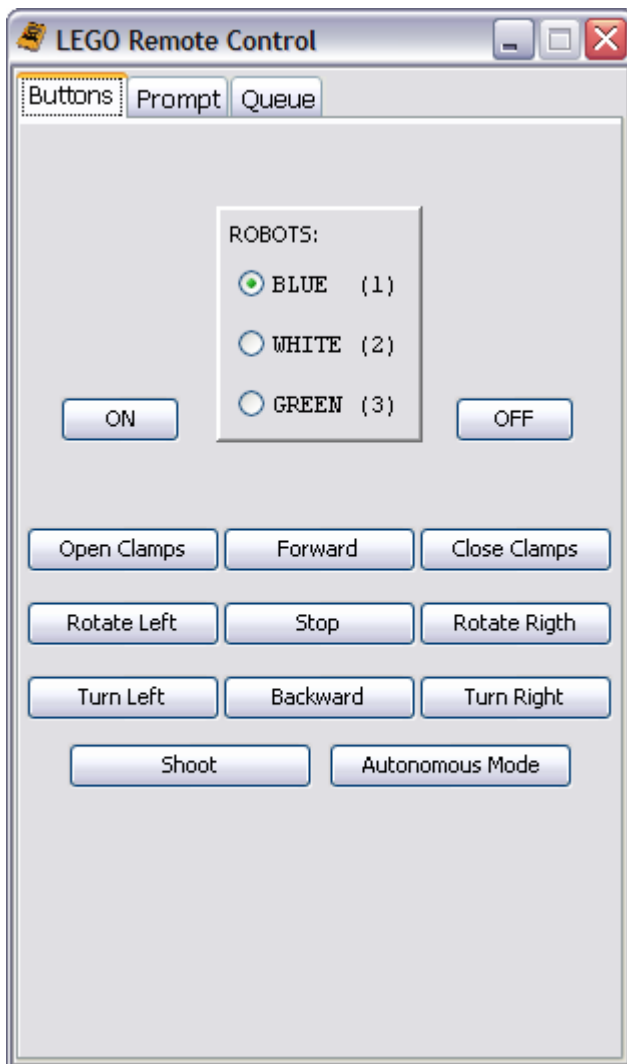 LEGO Remote Control
Buttons Prompt Queue
ROBOTS:
BLUE (1)
WHITE (2)
GREEN (3)
ON OFF
Open Clamps Forward Close Clamps
Rotate Left Stop Rotate Rigth
Turn Left Backward Turn Right
Shoot Autonomous Mode